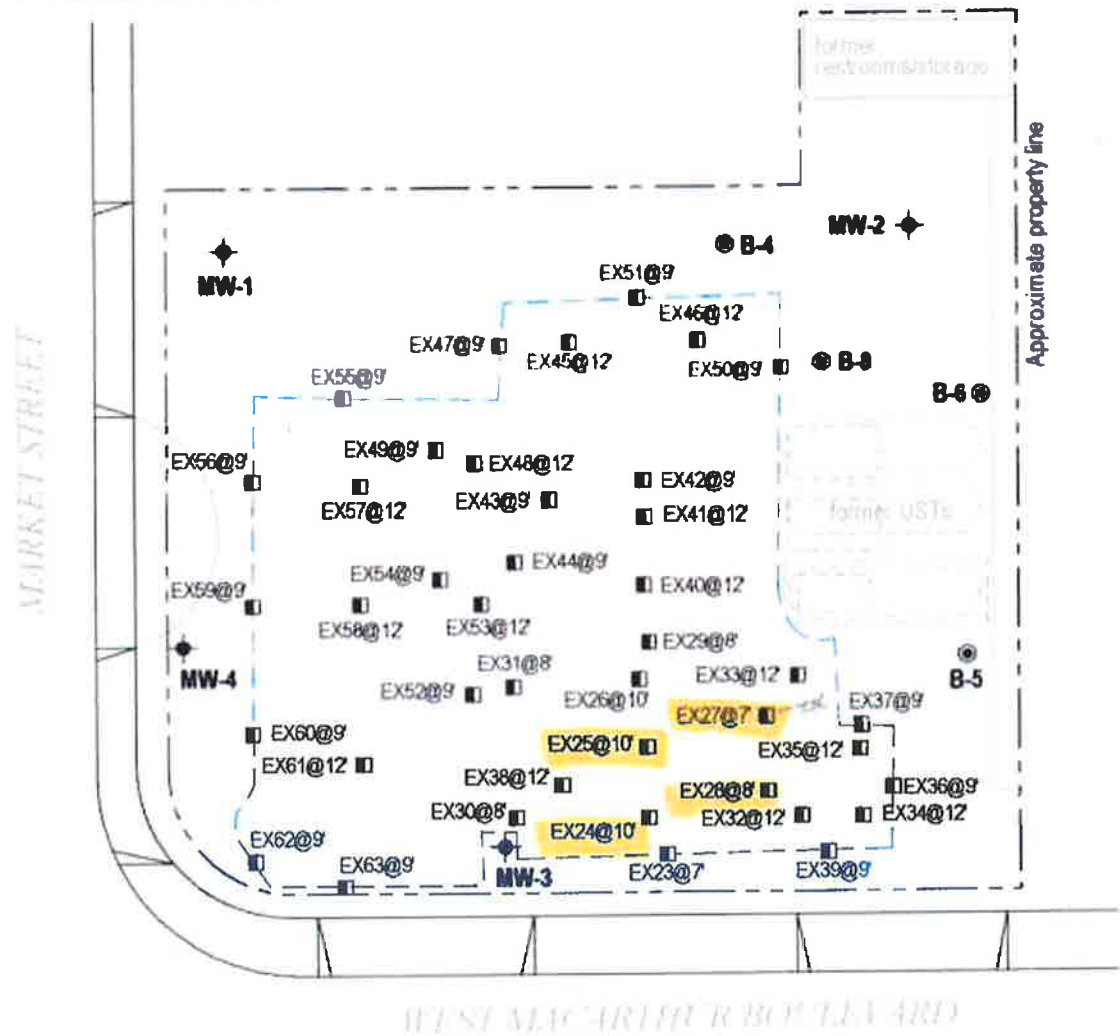 former
restrooms/storage
Approximate property line
MW-2
B-4
MW-1
EX51@9'
EX46@12'
EX47@9'
EX45@12'
EX50@9'
B-8
B-6
EX55@9'
MARKET STREET
EX49@9'
EX48@12'
EX56@9'
EX57@12'
EX43@9'
EX42@9'
EX41@12'
former USTs
EX44@9'
EX54@9'
EX40@12'
EX59@9'
EX58@12'
EX53@12'
EX29@8'
MW-4
EX31@8'
EX52@9'
EX26@10'
EX33@12'
B-5
EX27@7'
EX37@9'
EX60@9'
EX25@10'
EX35@12'
EX61@12'
EX38@12'
EX28@8'
EX36@9'
EX30@8'
EX24@10'
EX32@12'
EX34@12'
EX62@9'
EX63@9'
MW-3
EX23@7'
EX39@9'
WEST MACARTHUR BOULEVARD